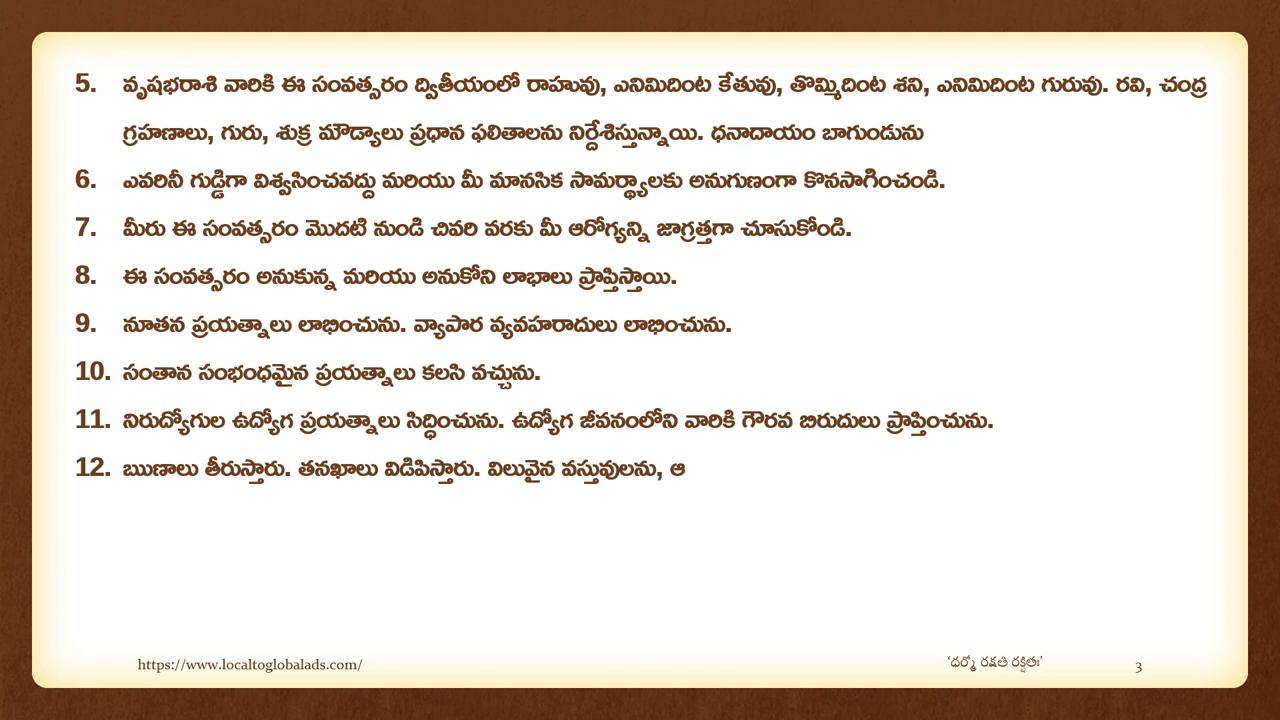 5. వృషభరాశి వారికి ఈ సంవత్సరం ద్వితీయంలో రాహువు, ఎనిమిదింట కేతువు, తొమ్మిదింట శని, ఎనిమిదింట గురువు. రవి, చంద్ర
గ్రహణాలు, గురు, శుక్ర మౌడ్యాలు ప్రధాన ఫలితాలను నిర్దేశిస్తున్నాయి. ధనాదాయం బాగుండును
6. ఎవరినీ గుడ్డిగా విశ్వసించవద్దు మరియు మీ మానసిక సామర్థ్యాలకు అనుగుణంగా కొనసాగించండి.
7. మీరు ఈ సంవత్సరం మొదటి నుండి చివరి వరకు మీ ఆరోగ్యన్ని జాగ్రత్తగా చూసుకోండి.
8. ఈ సంవత్సరం అనుకున్న మరియు అనుకోని లాభాలు ప్రాప్తిస్తాయి.
9. నూతన ప్రయత్నాలు లాభించును. వ్యాపార వ్యవహరాదులు లాభించును.
10. సంతాన సంభంధమైన ప్రయత్నాలు కలసి వచ్చును.
11. నిరుద్యోగుల ఉద్యోగ ప్రయత్నాలు సిద్ధించును. ఉద్యోగ జీవనంలోని వారికి గౌరవ బిరుదులు ప్రాప్తించును.
12. ఋణాలు తీరుస్తారు. తనఖాలు విడిపిస్తారు. విలువైన వస్తువులను, ఆ
https://www.localtoglobalads.com/ ‘ధర్మో రక్షతి రక్షితః’ 3